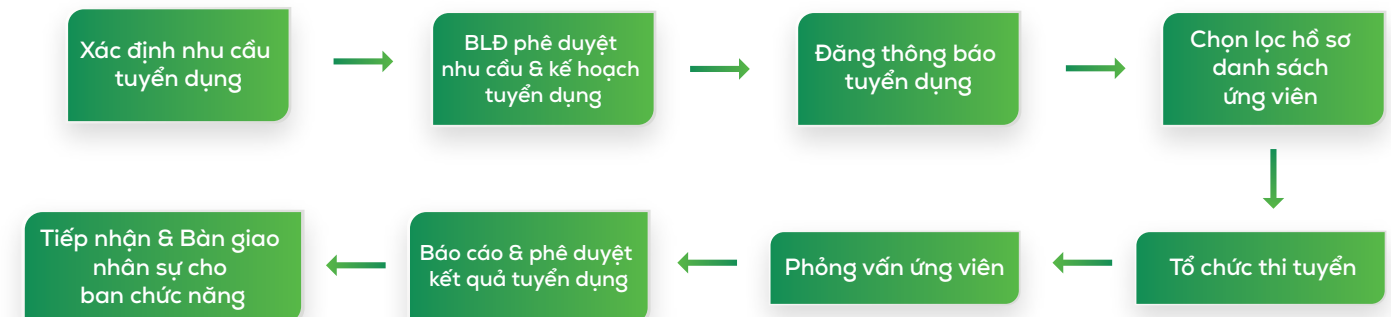 Xác định nhu cầu
tuyển dụng
BLĐ phê duyệt
nhu cầu & kế hoạch
tuyển dụng
Đăng thông báo
tuyển dụng
Chọn lọc hồ sơ
danh sách
ứng viên
Tổ chức thi tuyển
Phỏng vấn ứng viên
Báo cáo & phê duyệt
kết quả tuyển dụng
Tiếp nhận & Bàn giao
nhân sự cho
ban chức năng